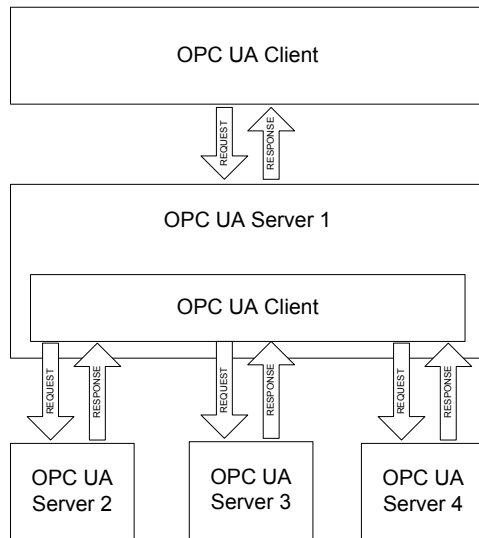 OPC UA Client
REQUEST
RESPONSE
OPC UA Server 1
OPC UA Client
REQUEST
RESPONSE
REQUEST
RESPONSE
REQUEST
RESPONSE
OPC UA
Server 2
OPC UA
Server 3
OPC UA
Server 4